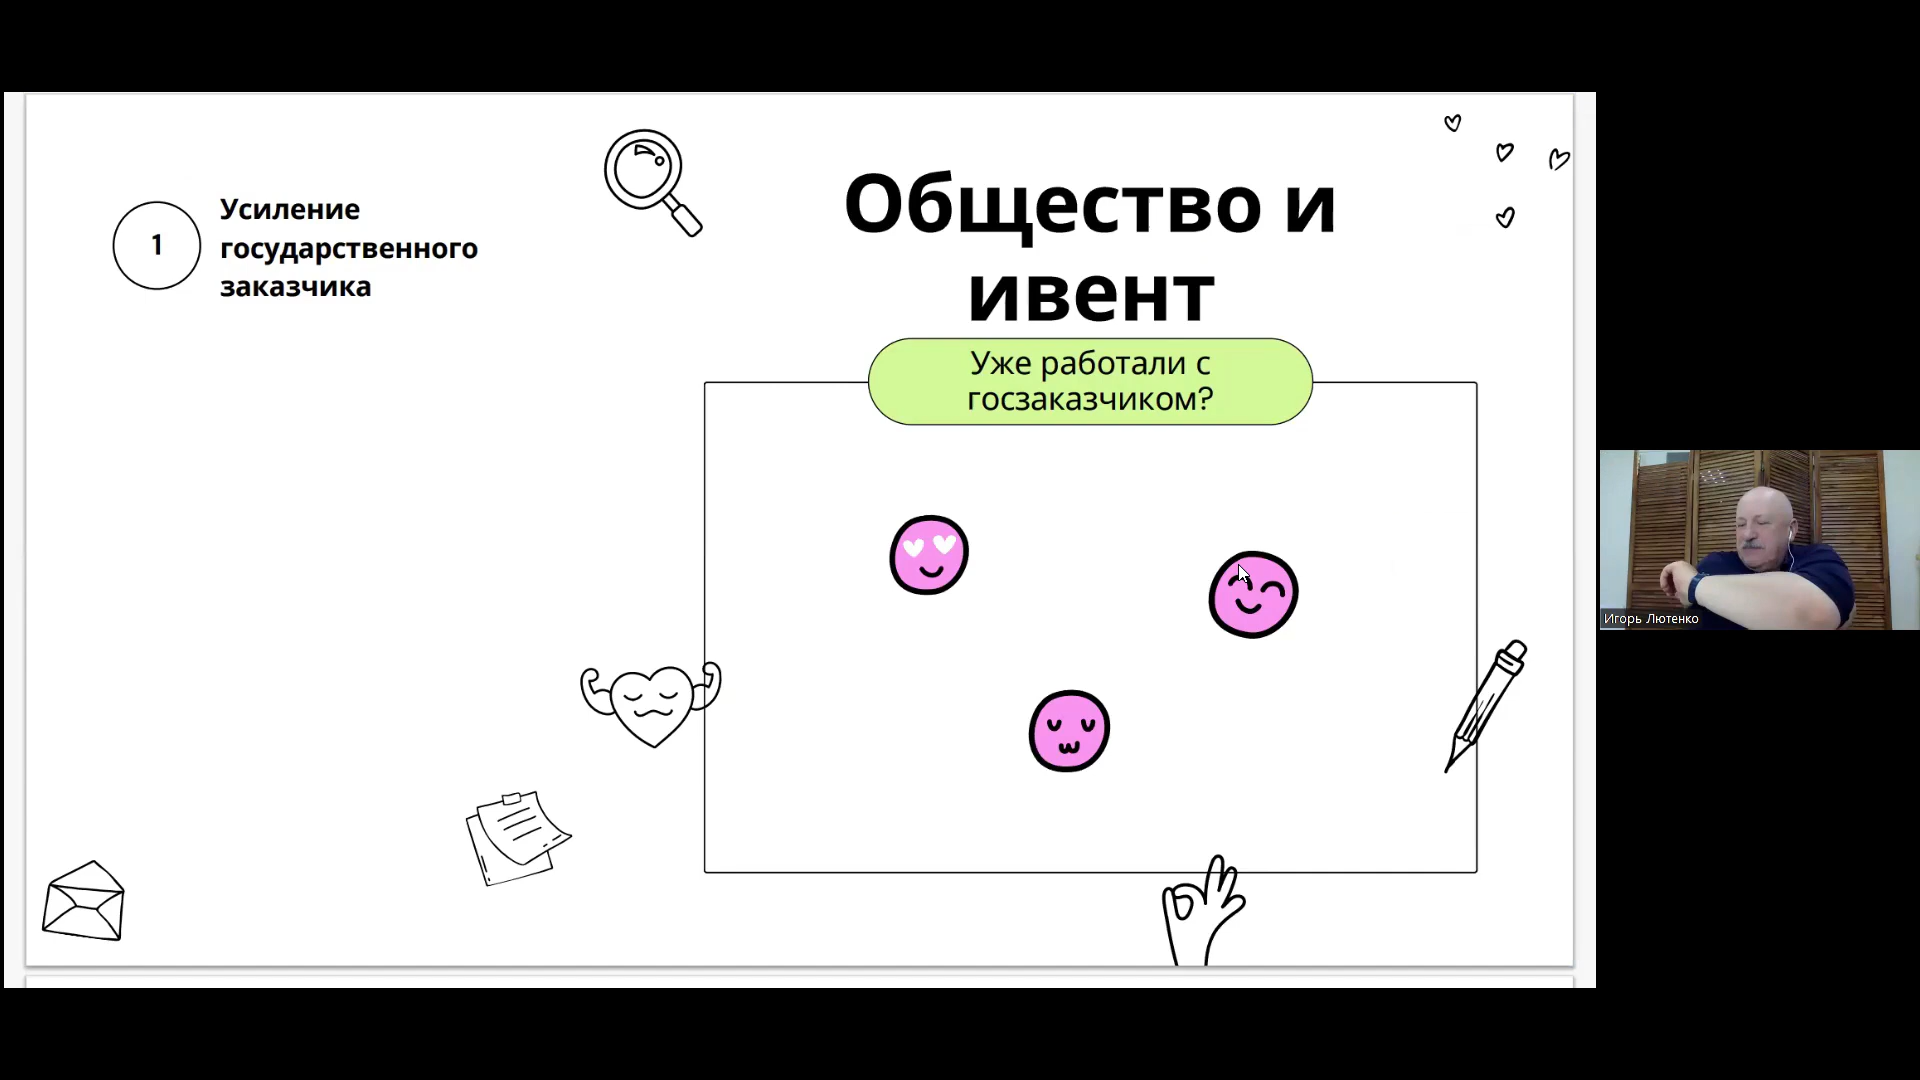 1
Усиление
государственного
заказчика
Общество и
ивент
Уже работали с
госзаказчиком?
Игорь Лютенко